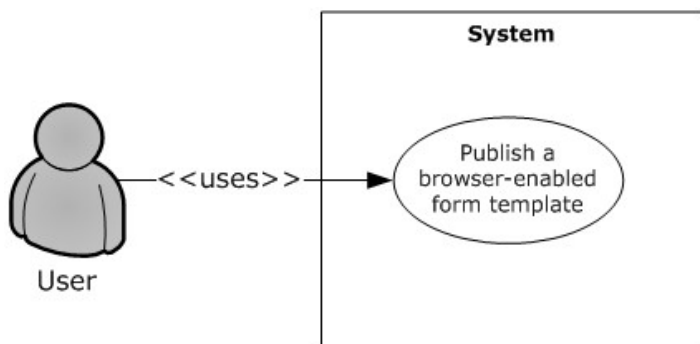 System
Publish a
browser-enabled
form template
<<uses>>
User